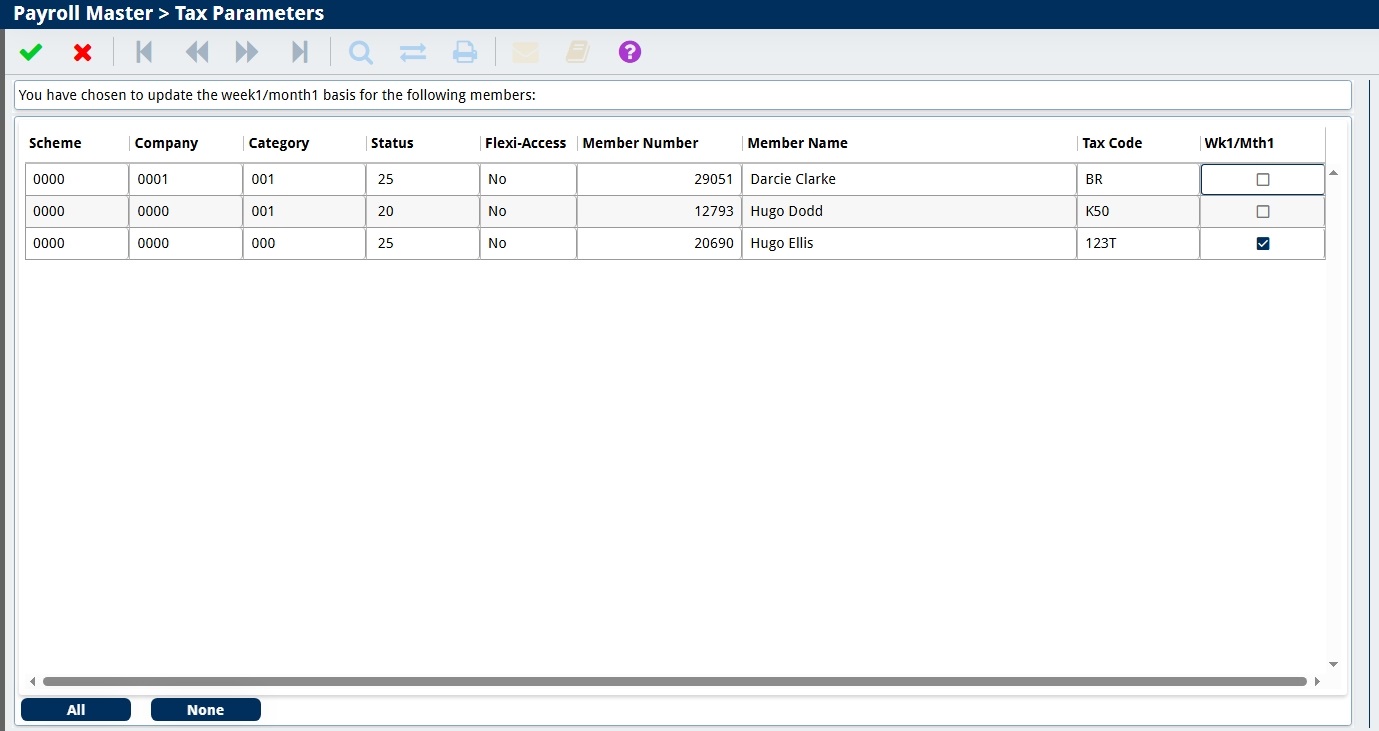 Payroll Master > Tax Parameters
?
You have chosen to update the week1/month1 basis for the following members:
Scheme Company Category Status Flexi-Access Member Number Member Name Tax Code Wk1/Mth1
0000 0001 001 25 No 29051 Darcie Clarke BR
0000 0000 001 20 No 12793 Hugo Dodd K50
0000 0000 000 25 No 20690 Hugo Ellis 123T
All None